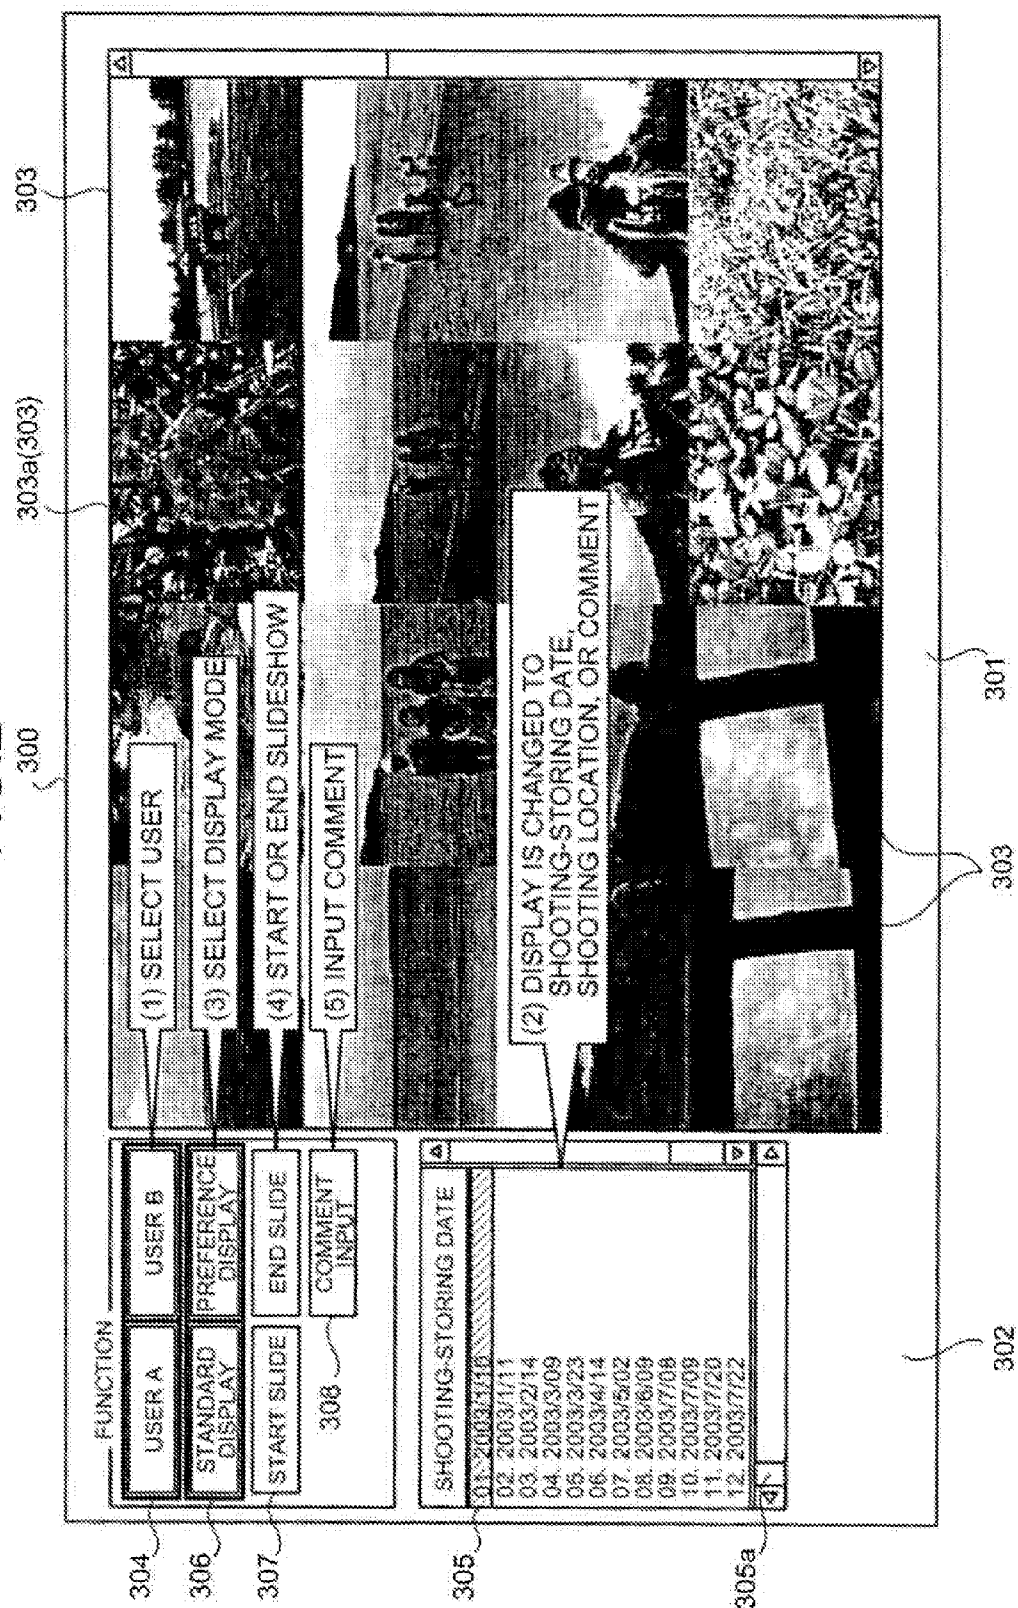 300
303a(303)
303
FUNCTION
304
USER A
USER B
(1) SELECT USER
306
STANDARD DISPLAY
PREFERENCE DISPLAY
(3) SELECT DISPLAY MODE
307
START SLIDE
END SLIDE
(4) START OR END SLIDESHOW
308
COMMENT INPUT
(5) INPUT COMMENT
305
SHOOTING-STORING DATE
02. 2003/1/11
03. 2003/2/14
04. 2003/3/09
05. 2003/3/23
06. 2003/4/14
07. 2003/5/02
08. 2003/6/09
09. 2003/7/08
10. 2003/7/09
11. 2003/7/20
12. 2003/7/22
305a
(2) DISPLAY IS CHANGED TO
SHOOTING-STORING DATE,
SHOOTING LOCATION, OR COMMENT
302
303
301